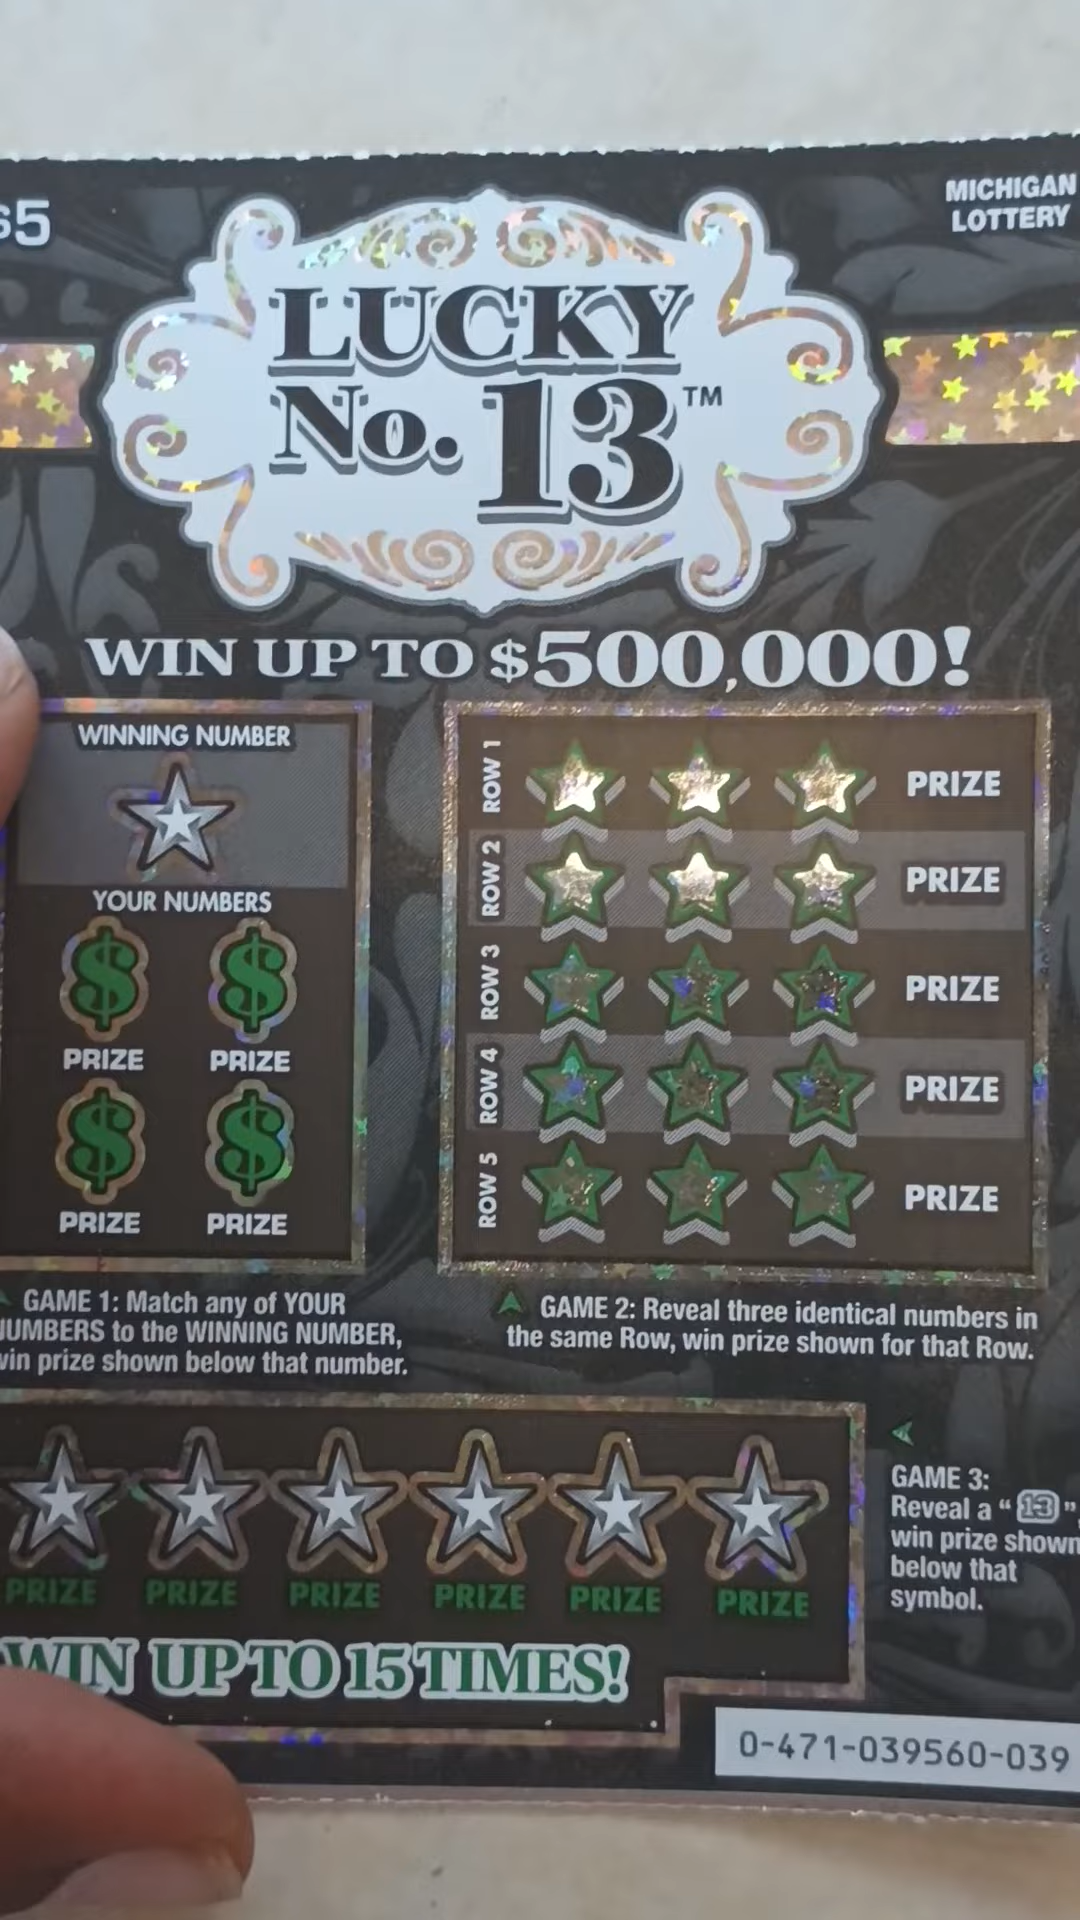 $5
MICHIGAN
LOTTERY
LUCKY
No. 13™
WIN UP TO $500,000!
WINNING NUMBER
YOUR NUMBERS
PRIZE PRIZE
PRIZE PRIZE
ROW 1 PRIZE
ROW 2 PRIZE
ROW 3 PRIZE
ROW 4 PRIZE
ROW 5 PRIZE
GAME 1: Match any of YOUR
NUMBERS to the WINNING NUMBER,
win prize shown below that number.
GAME 2: Reveal three identical numbers in
the same Row, win prize shown for that Row.
PRIZE PRIZE PRIZE PRIZE PRIZE PRIZE
WIN UP TO 15 TIMES!
GAME 3:
Reveal a "13",
win prize shown
below that
symbol.
0-471-039560-039